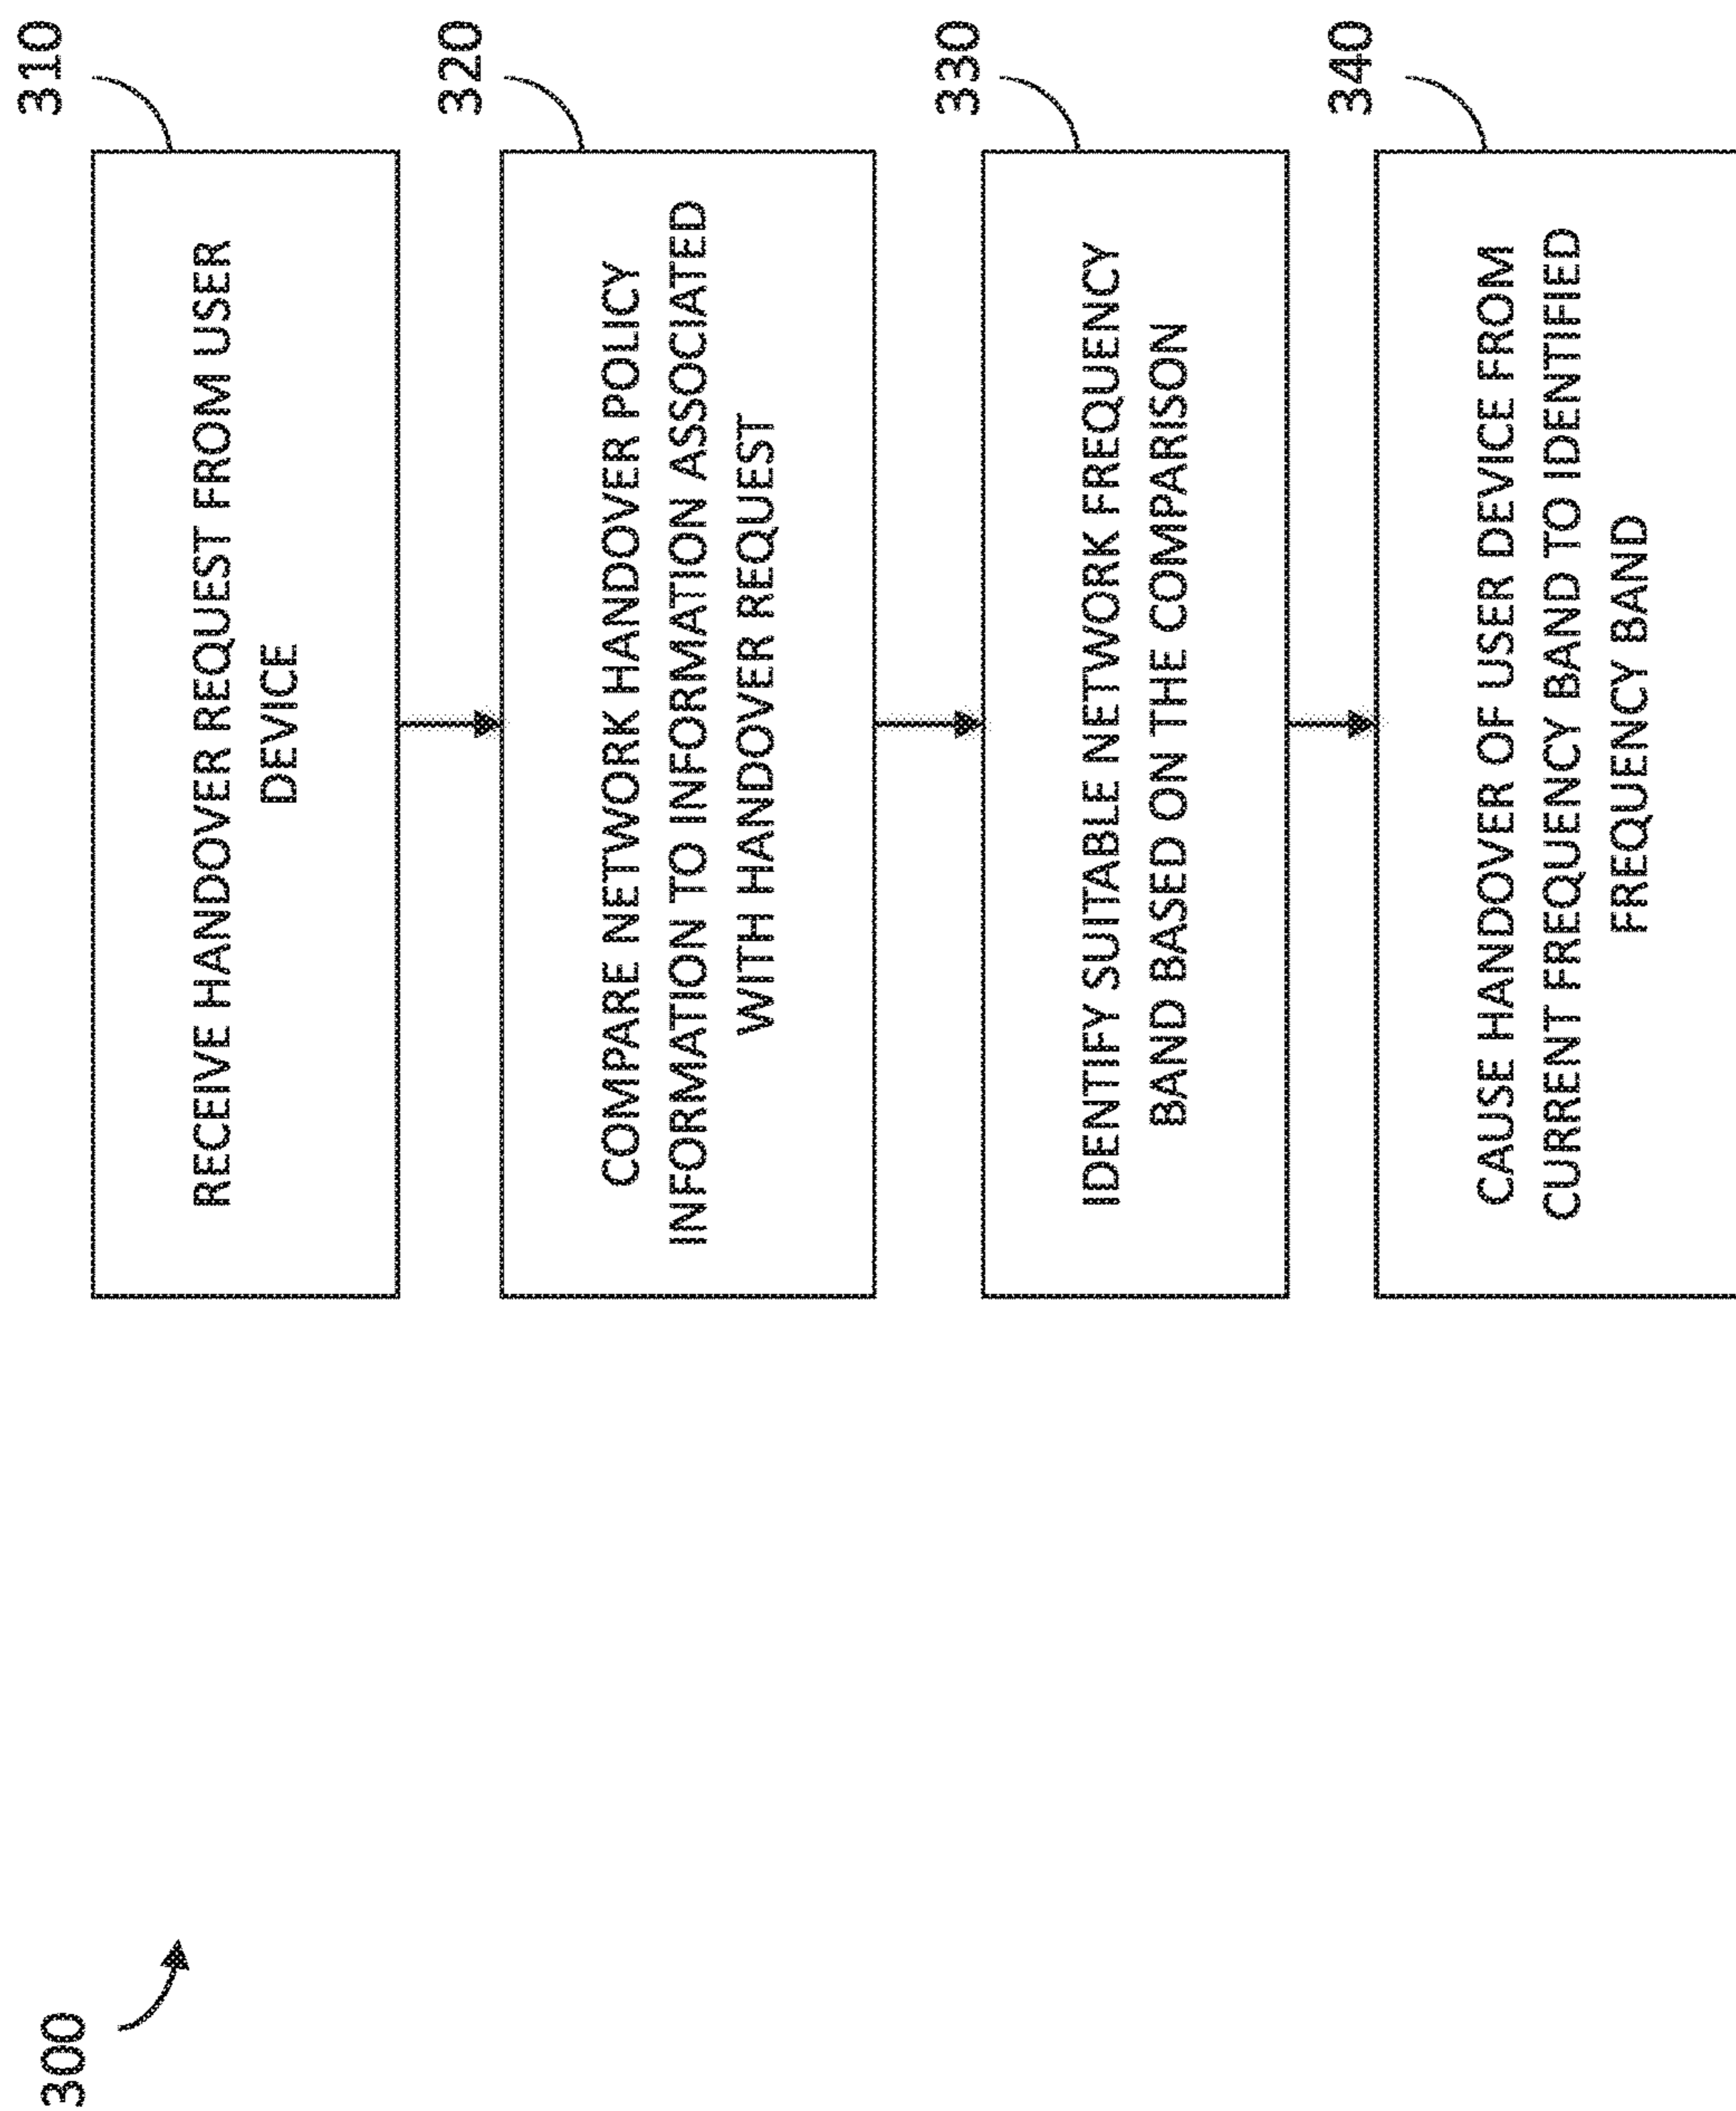 300
310
RECEIVE HANDOVER REQUEST FROM USER
DEVICE
320
COMPARE NETWORK HANDOVER POLICY
INFORMATION TO INFORMATION ASSOCIATED
WITH HANDOVER REQUEST
330
IDENTIFY SUITABLE NETWORK FREQUENCY
BAND BASED ON THE COMPARISON
340
CAUSE HANDOVER OF USER DEVICE FROM
CURRENT FREQUENCY BAND TO IDENTIFIED
FREQUENCY BAND